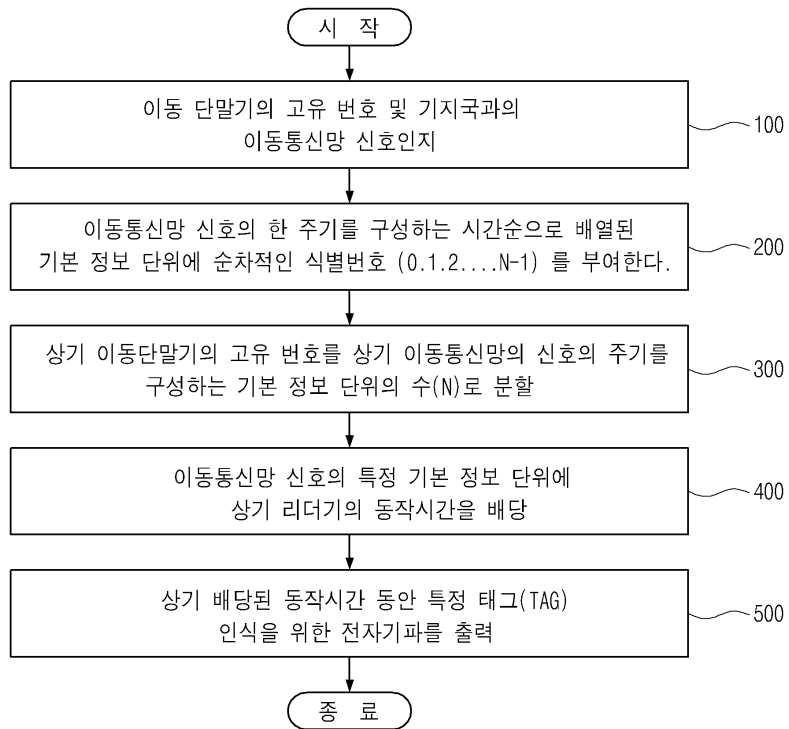 시 작
이동 단말기의 고유 번호 및 기지국과의
이동통신망 신호인지
100
이동통신망 신호의 한 주기를 구성하는 시간순으로 배열된
기본 정보 단위에 순차적인 식별번호 (0.1.2....N-1) 를 부여한다.
200
상기 이동단말기의 고유 번호를 상기 이동통신망의 신호의 주기를
구성하는 기본 정보 단위의 수(N)로 분할
300
이동통신망 신호의 특정 기본 정보 단위에
상기 리더기의 동작시간을 배당
400
상기 배당된 동작시간 동안 특정 태그(TAG)
인식을 위한 전자기파를 출력
500
종 료